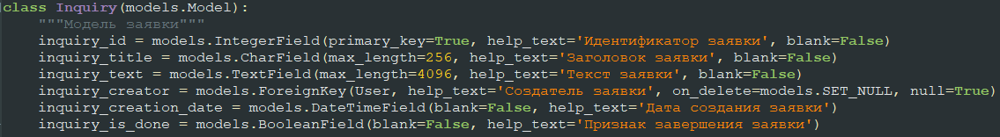 class Inquiry(models.Model):
    """Модель заявки"""
    inquiry_id = models.IntegerField(primary_key=True, help_text='Идентификатор заявки', blank=False)
    inquiry_title = models.CharField(max_length=256, help_text='Заголовок заявки', blank=False)
    inquiry_text = models.TextField(max_length=4096, help_text='Текст заявки', blank=False)
    inquiry_creator = models.ForeignKey(User, help_text='Создатель заявки', on_delete=models.SET_NULL, null=True)
    inquiry_creation_date = models.DateTimeField(blank=False, help_text='Дата создания заявки')
    inquiry_is_done = models.BooleanField(blank=False, help_text='Признак завершения заявки')